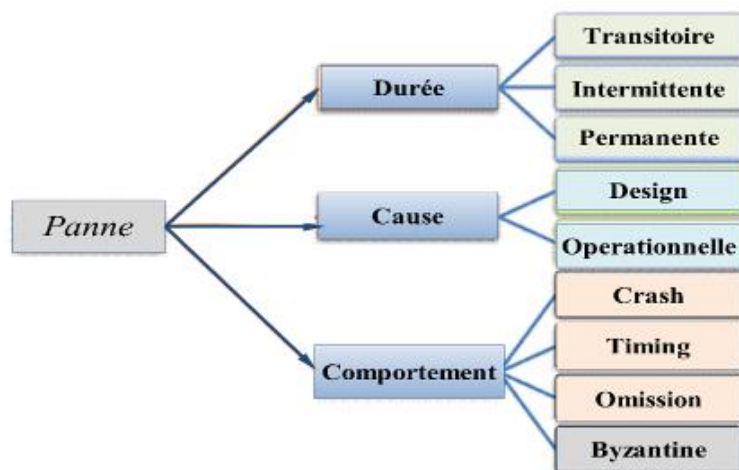 Panne
Durée
Transitoire
Intermittente
Permanente
Cause
Design
Operationnelle
Comportement
Crash
Timing
Omission
Byzantine